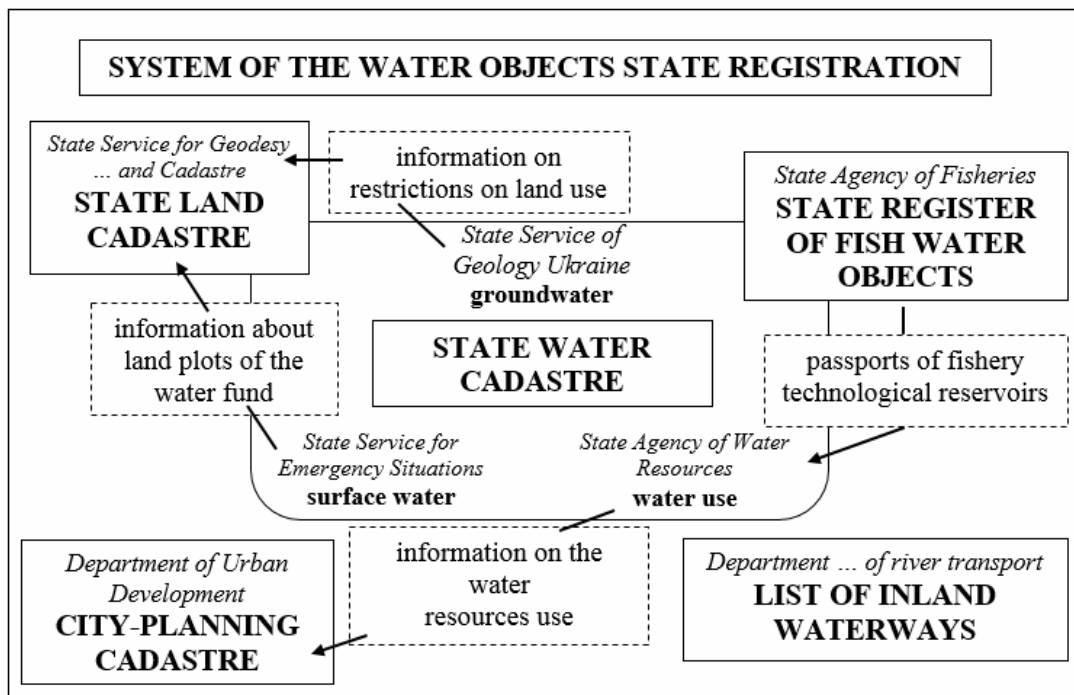 SYSTEM OF THE WATER OBJECTS STATE REGISTRATION
State Service for Geodesy
... and Cadastre
STATE LAND
CADASTRE
information on
restrictions on land use
State Agency of Fisheries
STATE REGISTER
OF FISH WATER
OBJECTS
State Service of
Geology Ukraine
groundwater
information about
land plots of the
water fund
STATE WATER
CADASTRE
passports of fishery
technological reservoirs
State Service for
Emergency Situations
surface water
State Agency of Water
Resources
water use
Department of Urban
Development
CITY-PLANNING
CADASTRE
information on the
water
resources use
Department ... of river transport
LIST OF INLAND
WATERWAYS